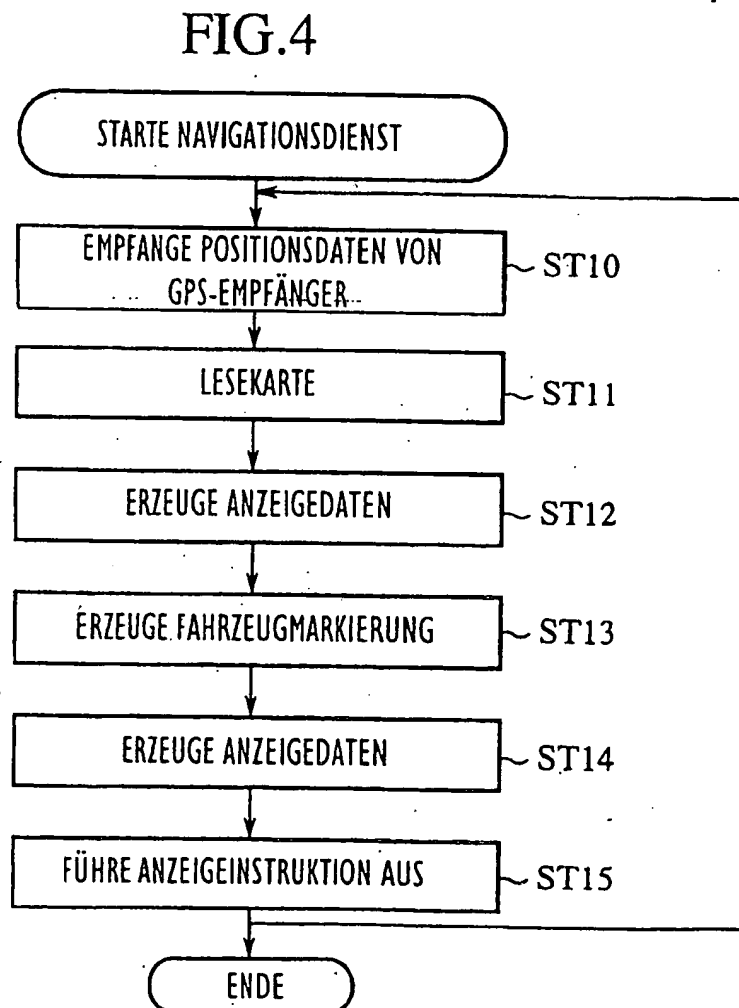 FIG.4
STARTE NAVIGATIONSDIENST
EMPFANGE POSITIONSDATEN VON
GPS-EMPFÄNGER
ST10
LESEKARTE
ST11
ERZEUGE ANZEIGEDATEN
ST12
ERZEUGE FAHRZEUGMARKIERUNG
ST13
ERZEUGE ANZEIGEDATEN
ST14
FÜHRE ANZEIGEINSTRUKTION AUS
ST15
ENDE